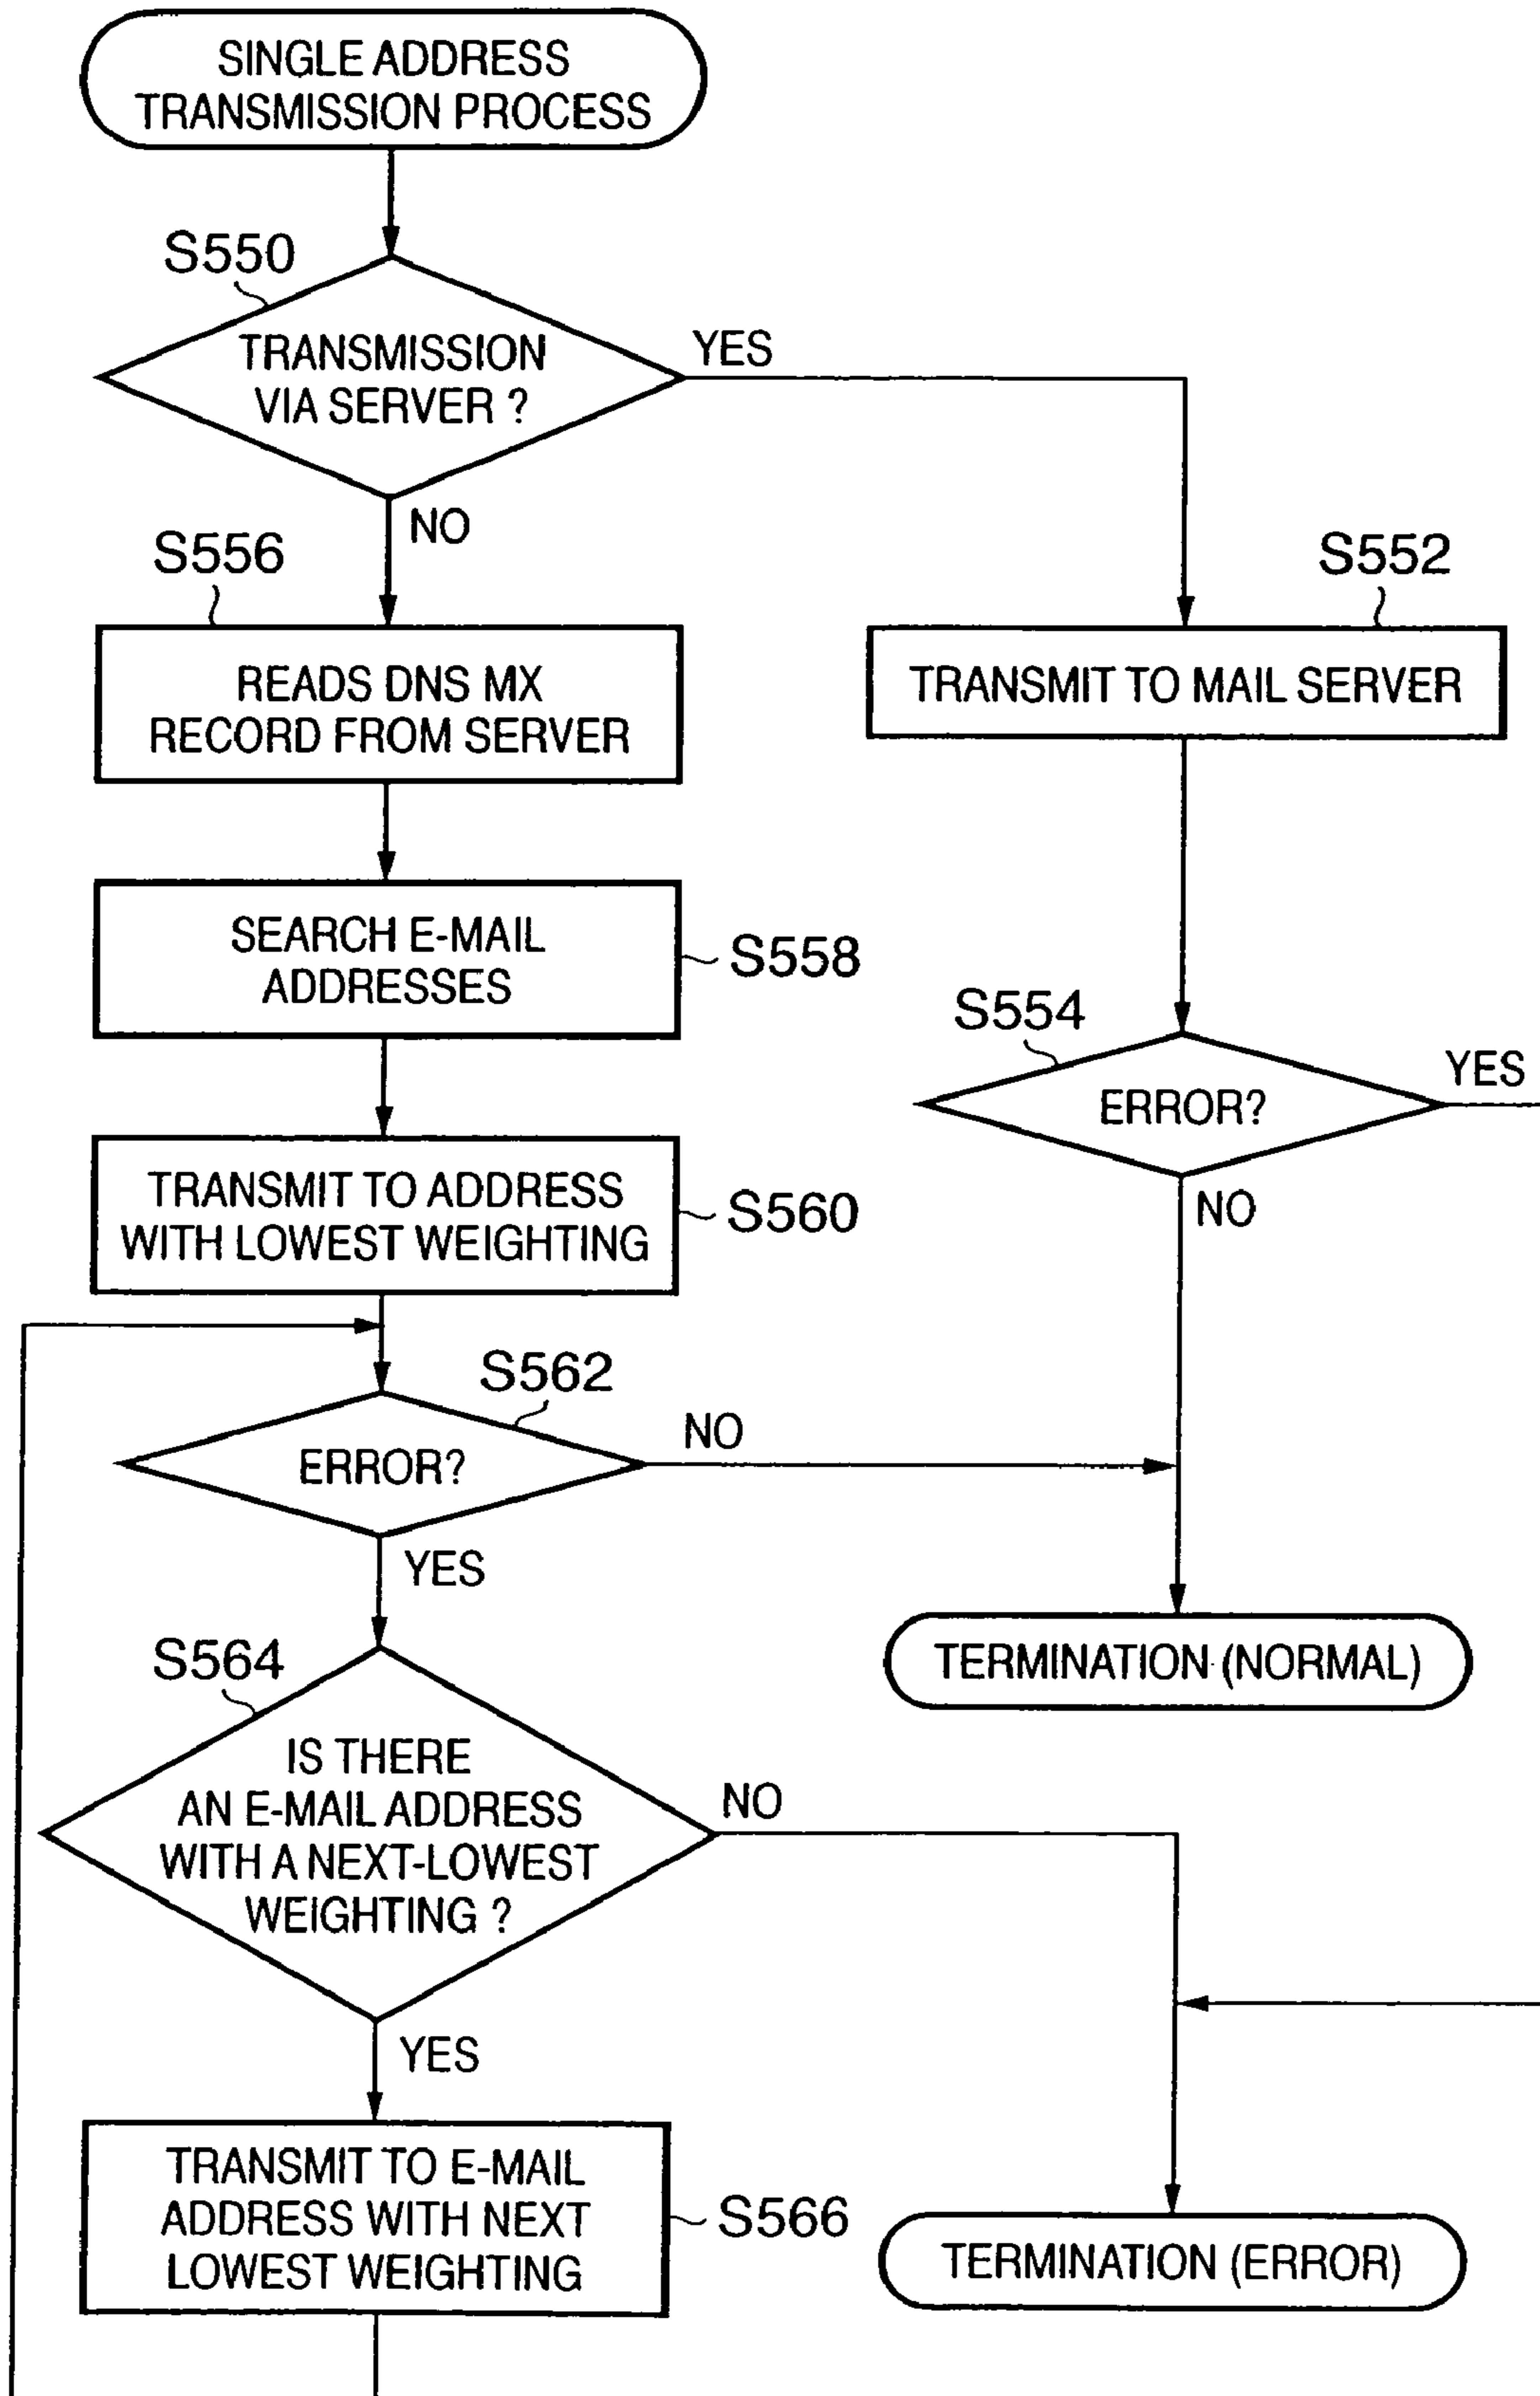 SINGLE ADDRESS
TRANSMISSION PROCESS
S550
TRANSMISSION
VIA SERVER ?
YES
NO
S556
READS DNS MX
RECORD FROM SERVER
S552
TRANSMIT TO MAIL SERVER
SEARCH E-MAIL
ADDRESSES
S558
S554
ERROR?
YES
NO
TRANSMIT TO ADDRESS
WITH LOWEST WEIGHTING
S560
S562
ERROR?
NO
YES
TERMINATION (NORMAL)
S564
IS THERE
AN E-MAIL ADDRESS
WITH A NEXT-LOWEST
WEIGHTING ?
NO
YES
TRANSMIT TO E-MAIL
ADDRESS WITH NEXT
LOWEST WEIGHTING
S566
TERMINATION (ERROR)